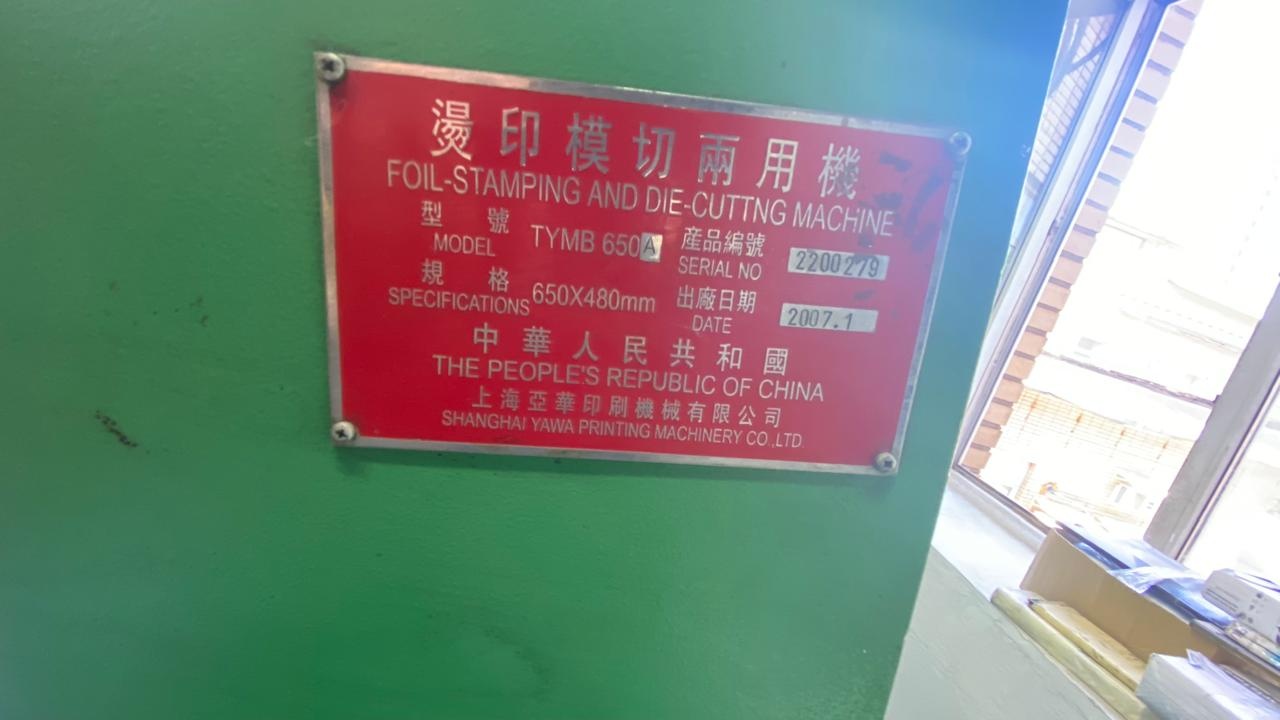 燙印模切兩用機
FOIL-STAMPING AND DIE-CUTTNG MACHINE
型 號 TYMB 650A 産品編號 2200279
MODEL SERIAL NO
規 格 650X480mm 出廠日期 2007.1
SPECIFICATIONS DATE
中華人民共和國
THE PEOPLE'S REPUBLIC OF CHINA
上海亞華印刷機械有限公司
SHANGHAI YAWA PRINTING MACHINERY CO.,LTD.